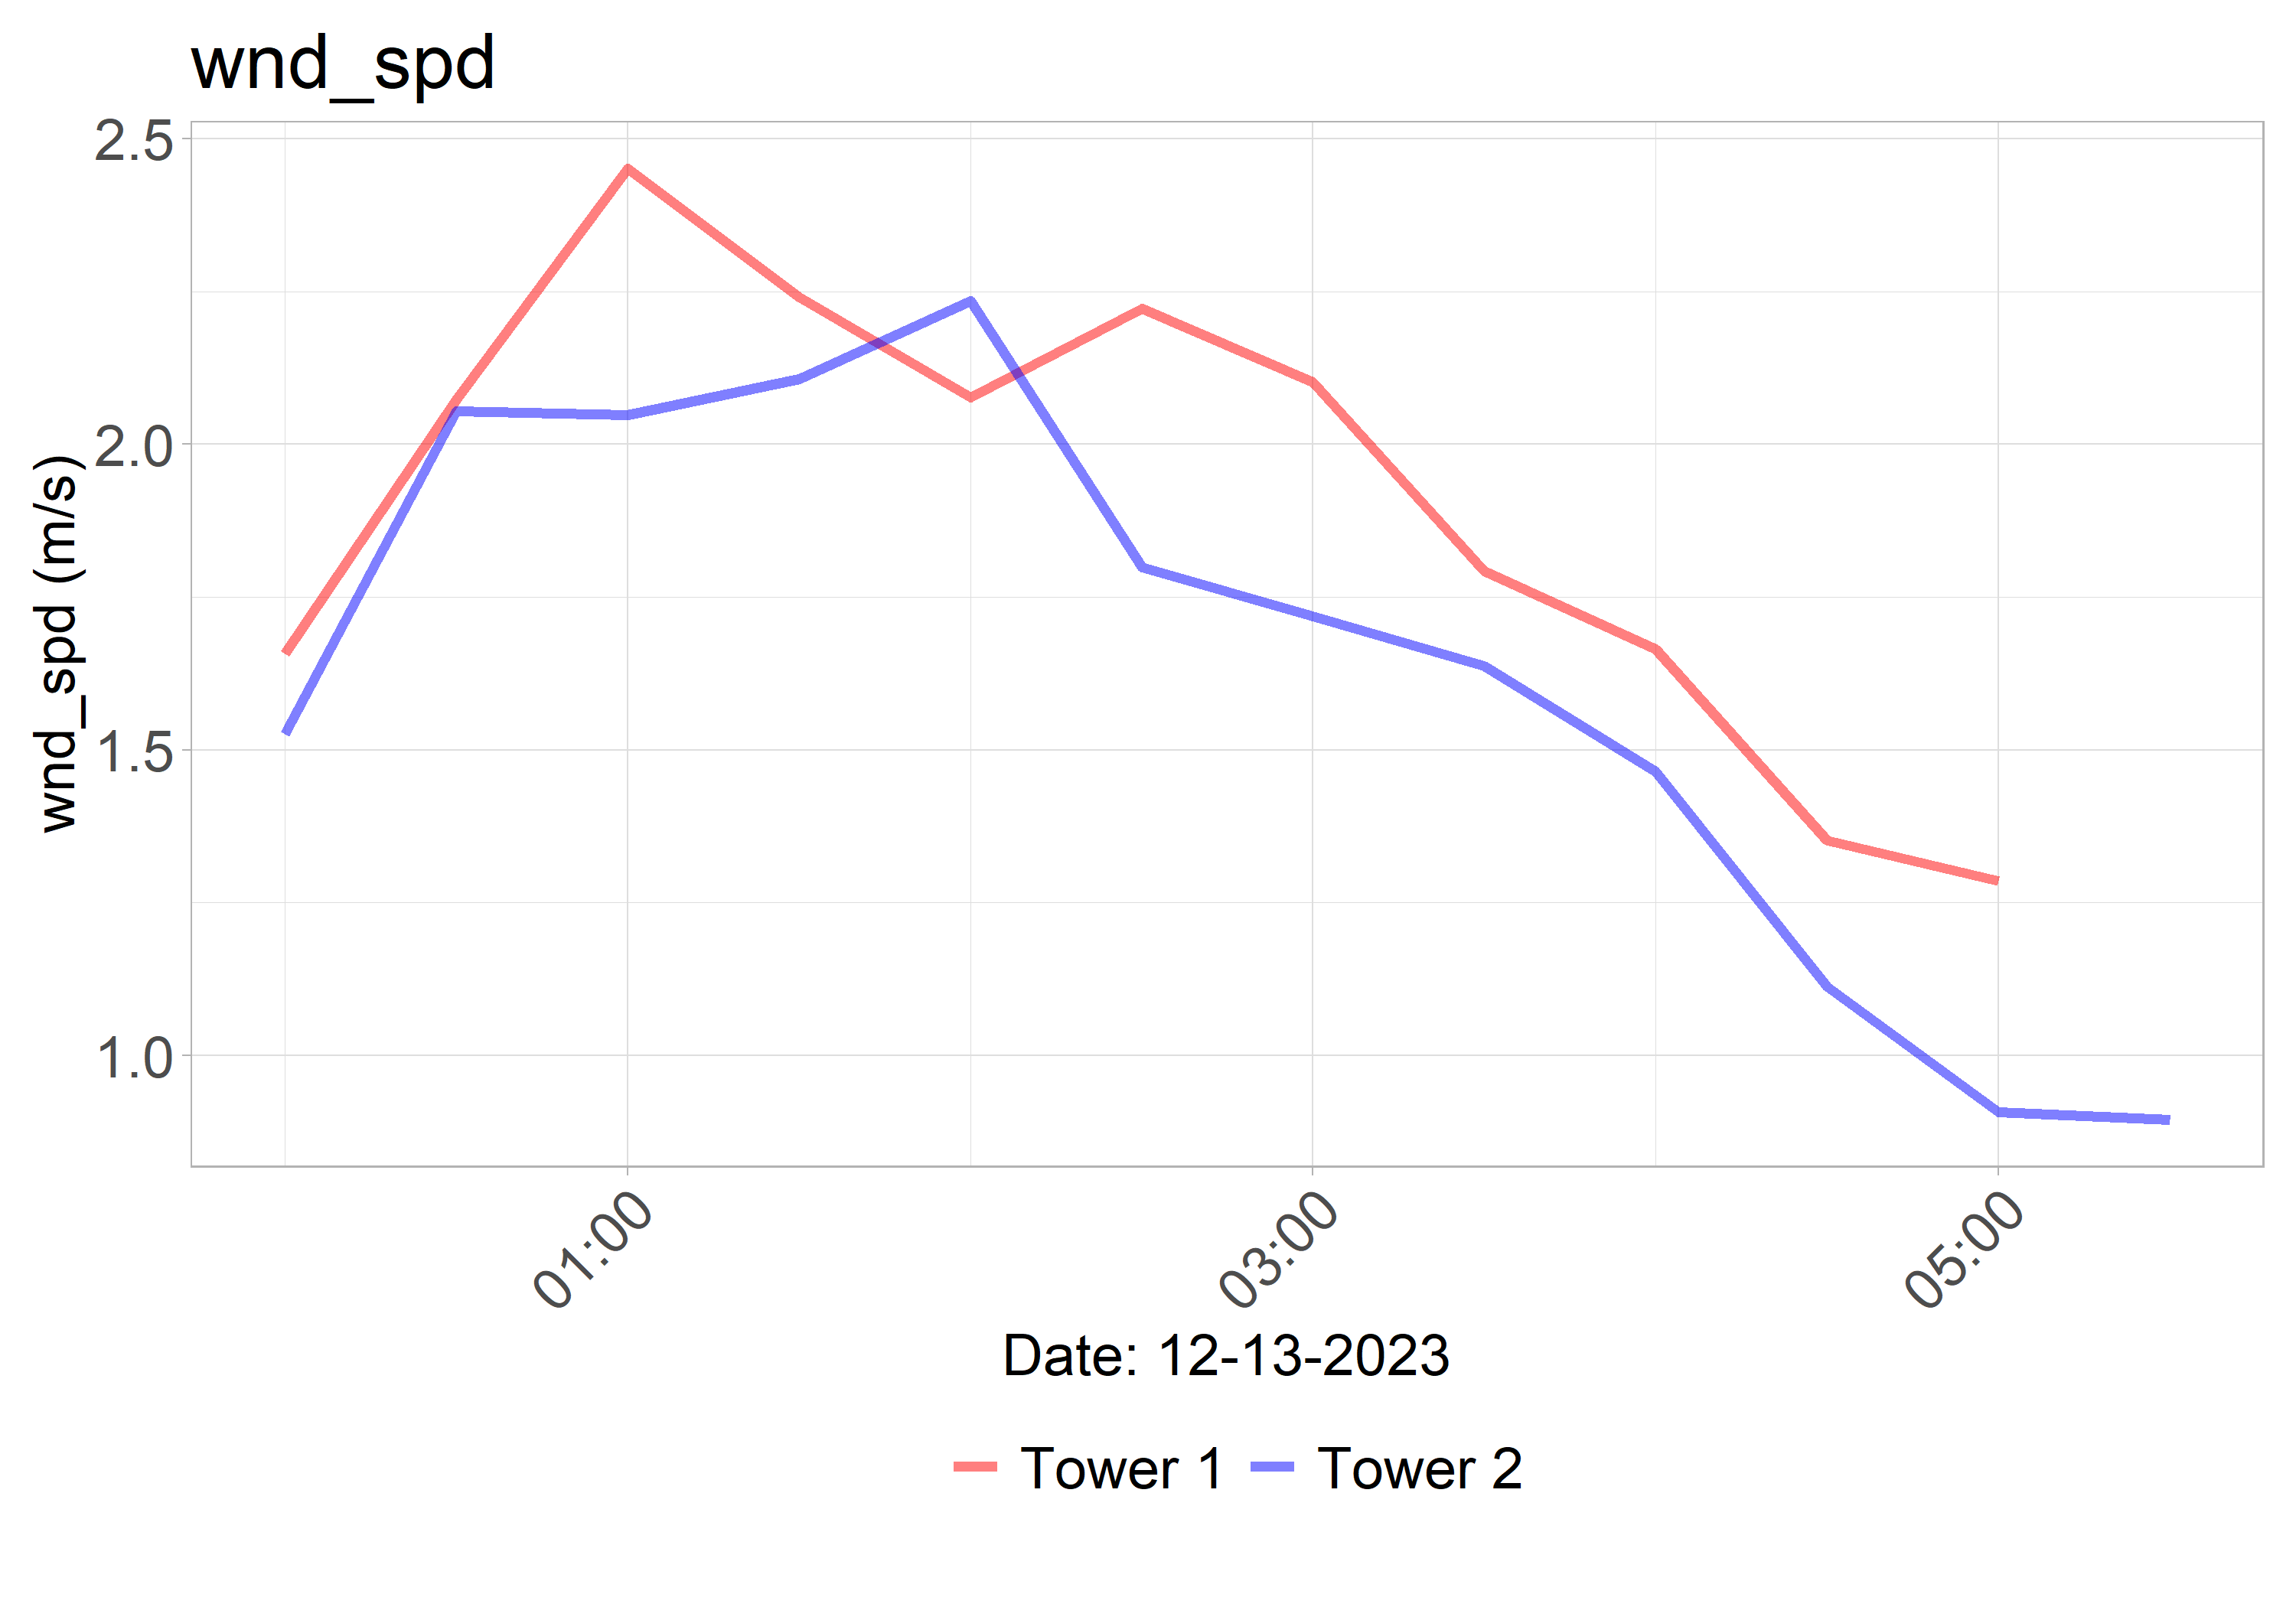 wnd_spd
2.5
2.0
1.5
1.0
wnd_spd (m/s)
01:00
03:00
05:00
Date: 12-13-2023
Tower 1
Tower 2